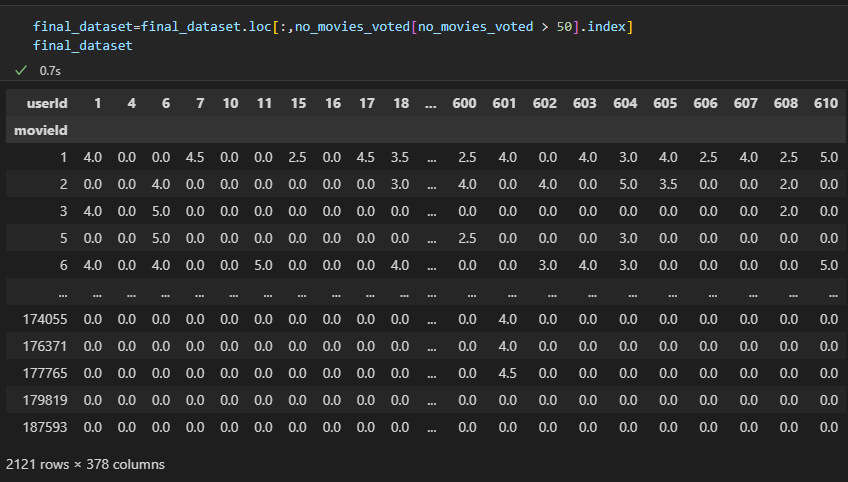 final_dataset=final_dataset.loc[:,no_movies_voted[no_movies_voted > 50].index]
final_dataset
✓ 0.7s
userId 1 4 6 7 10 11 15 16 17 18 ... 600 601 602 603 604 605 606 607 608 610
movieId
1 4.0 0.0 0.0 4.5 0.0 0.0 2.5 0.0 4.5 3.5 ... 2.5 4.0 0.0 4.0 3.0 4.0 2.5 4.0 2.5 5.0
2 0.0 0.0 4.0 0.0 0.0 0.0 0.0 0.0 0.0 3.0 ... 4.0 0.0 4.0 0.0 5.0 3.5 0.0 0.0 2.0 0.0
3 4.0 0.0 5.0 0.0 0.0 0.0 0.0 0.0 0.0 0.0 ... 0.0 0.0 0.0 0.0 0.0 0.0 0.0 0.0 2.0 0.0
5 0.0 0.0 5.0 0.0 0.0 0.0 0.0 0.0 0.0 0.0 ... 2.5 0.0 0.0 0.0 3.0 0.0 0.0 0.0 0.0 0.0
6 4.0 0.0 4.0 0.0 0.0 5.0 0.0 0.0 0.0 4.0 ... 0.0 0.0 3.0 4.0 3.0 0.0 0.0 0.0 0.0 5.0
... ... ... ... ... ... ... ... ... ... ... ... ... ... ... ... ... ... ... ... ... ...
174055 0.0 0.0 0.0 0.0 0.0 0.0 0.0 0.0 0.0 0.0 ... 0.0 4.0 0.0 0.0 0.0 0.0 0.0 0.0 0.0 0.0
176371 0.0 0.0 0.0 0.0 0.0 0.0 0.0 0.0 0.0 0.0 ... 0.0 4.0 0.0 0.0 0.0 0.0 0.0 0.0 0.0 0.0
177765 0.0 0.0 0.0 0.0 0.0 0.0 0.0 0.0 0.0 0.0 ... 0.0 4.5 0.0 0.0 0.0 0.0 0.0 0.0 0.0 0.0
179819 0.0 0.0 0.0 0.0 0.0 0.0 0.0 0.0 0.0 0.0 ... 0.0 0.0 0.0 0.0 0.0 0.0 0.0 0.0 0.0 0.0
187593 0.0 0.0 0.0 0.0 0.0 0.0 0.0 0.0 0.0 0.0 ... 0.0 0.0 0.0 0.0 0.0 0.0 0.0 0.0 0.0 0.0
2121 rows × 378 columns